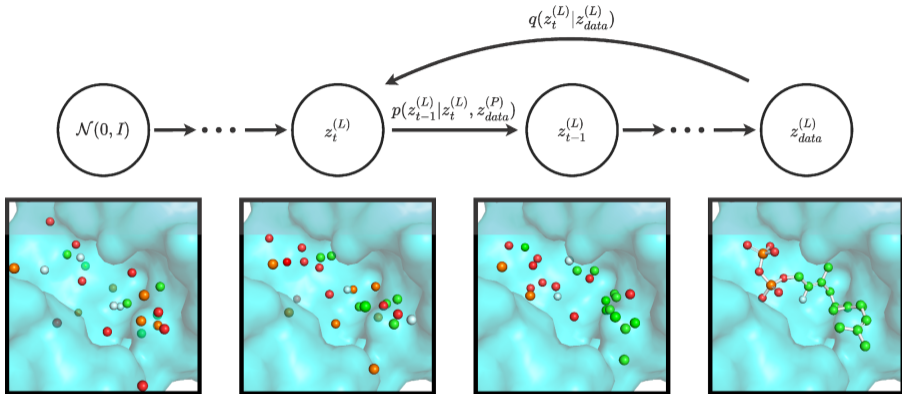 q(z_t^{(L)}|z_{data}^{(L)})
𝒩(0, I)
z_t^{(L)}
p(z_{t-1}^{(L)}|z_t^{(L)}, z_{data}^{(P)})
z_{t-1}^{(L)}
z_{data}^{(L)}